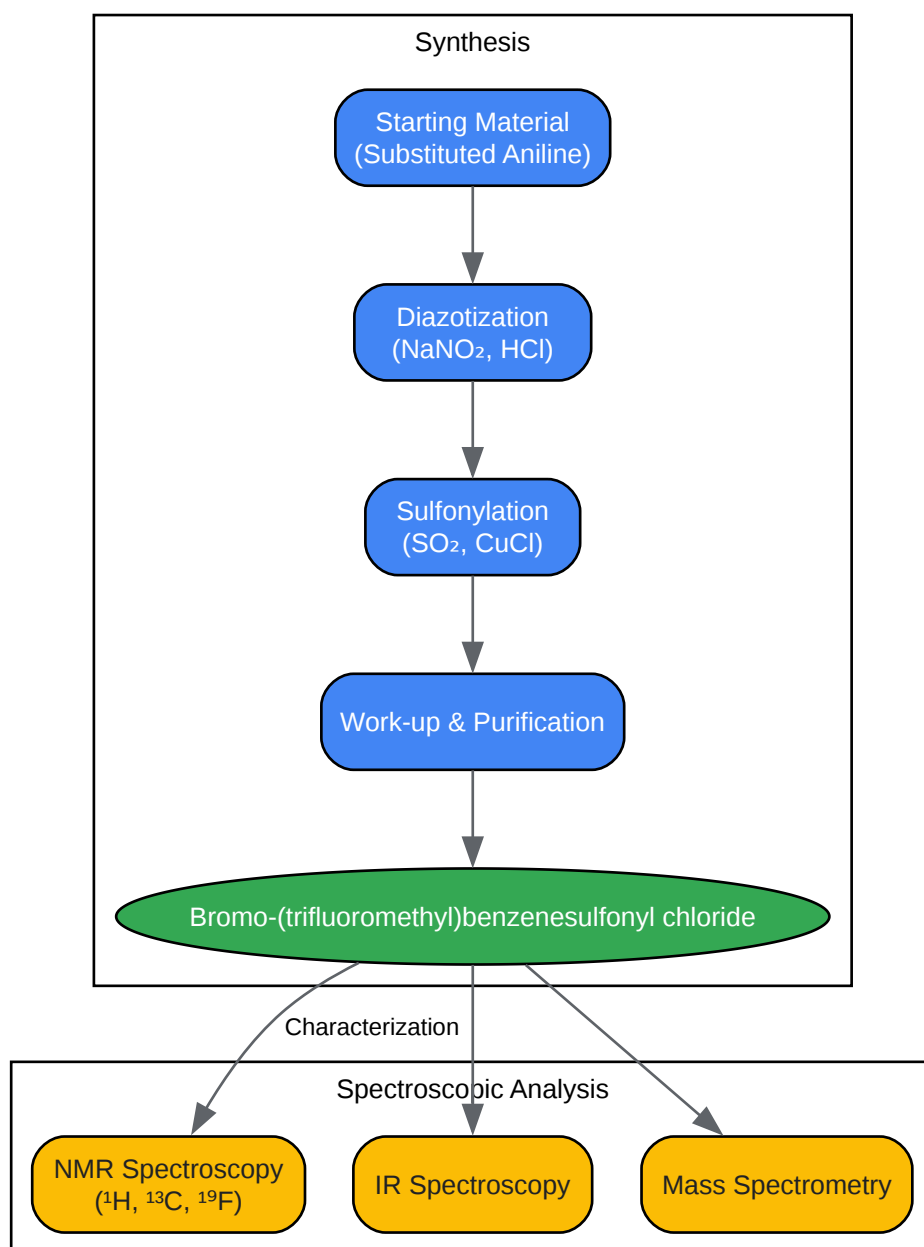 Synthesis
Starting Material
(Substituted Aniline)
Diazotization
(NaNO₂, HCl)
Sulfonylation
(SO₂, CuCl)
Work-up & Purification
Bromo-(trifluoromethyl)benzenesulfonyl chloride
Characterization
Spectroscopic Analysis
NMR Spectroscopy
(¹H, ¹³C, ¹⁹F)
IR Spectroscopy
Mass Spectrometry